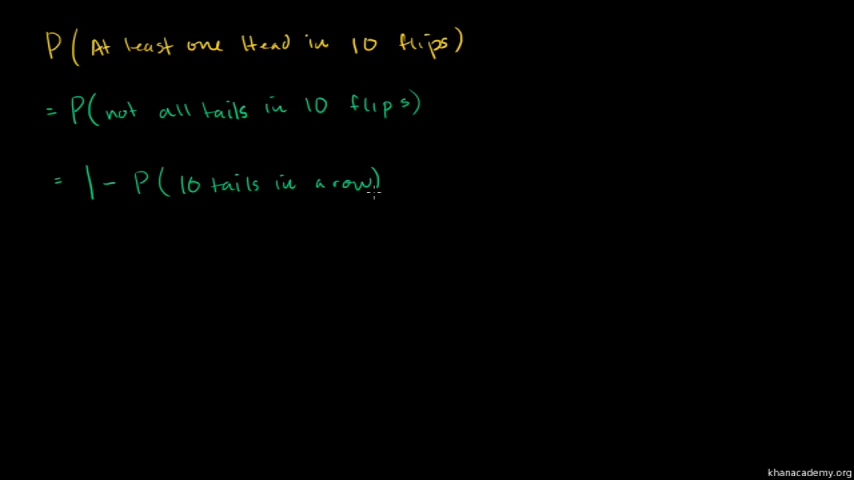 P(At least one Head in 10 flips)
= P(not all tails in 10 flips)
= 1 - P(10 tails in a row)
khanacademy.org